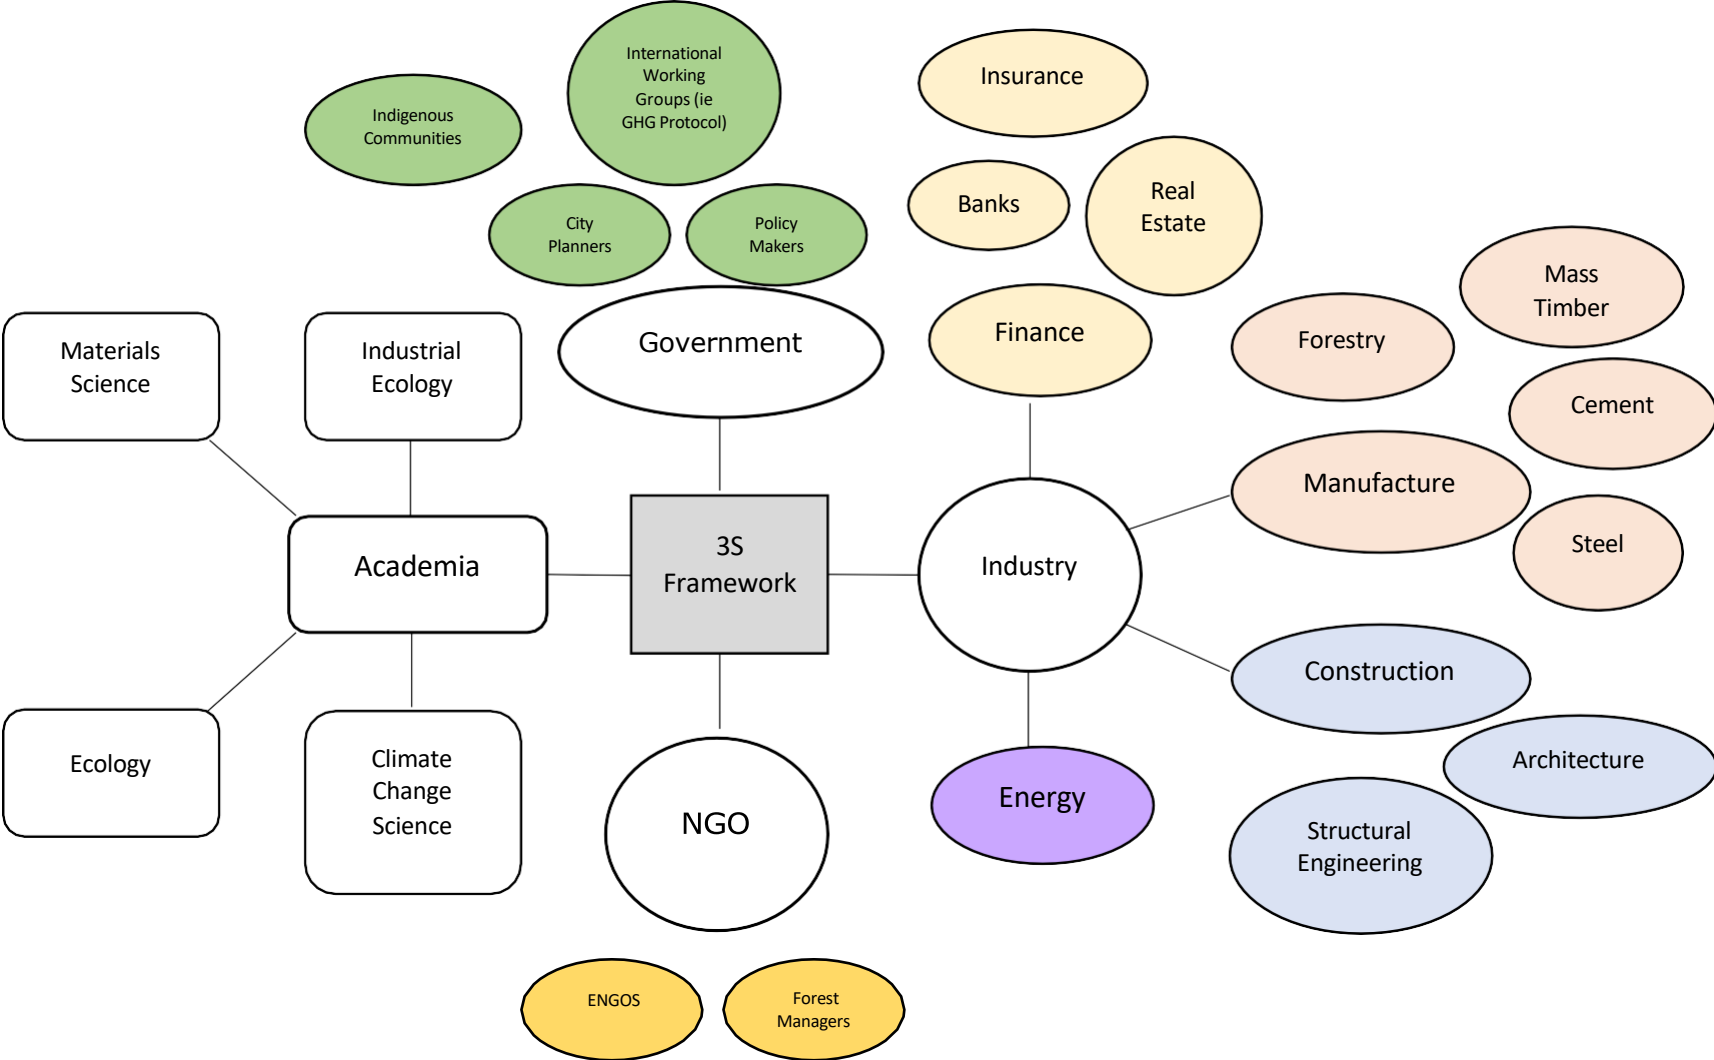 International
Working
Groups (ie
GHG Protocol)
Indigenous
Communities
City
Planners
Policy
Makers
Government
Insurance
Banks
Real
Estate
Finance
Mass
Timber
Forestry
Cement
Manufacture
Steel
Materials
Science
Industrial
Ecology
Academia
3S
Framework
Industry
Construction
Architecture
Structural
Engineering
Ecology
Climate
Change
Science
NGO
Energy
ENGOS
Forest
Managers